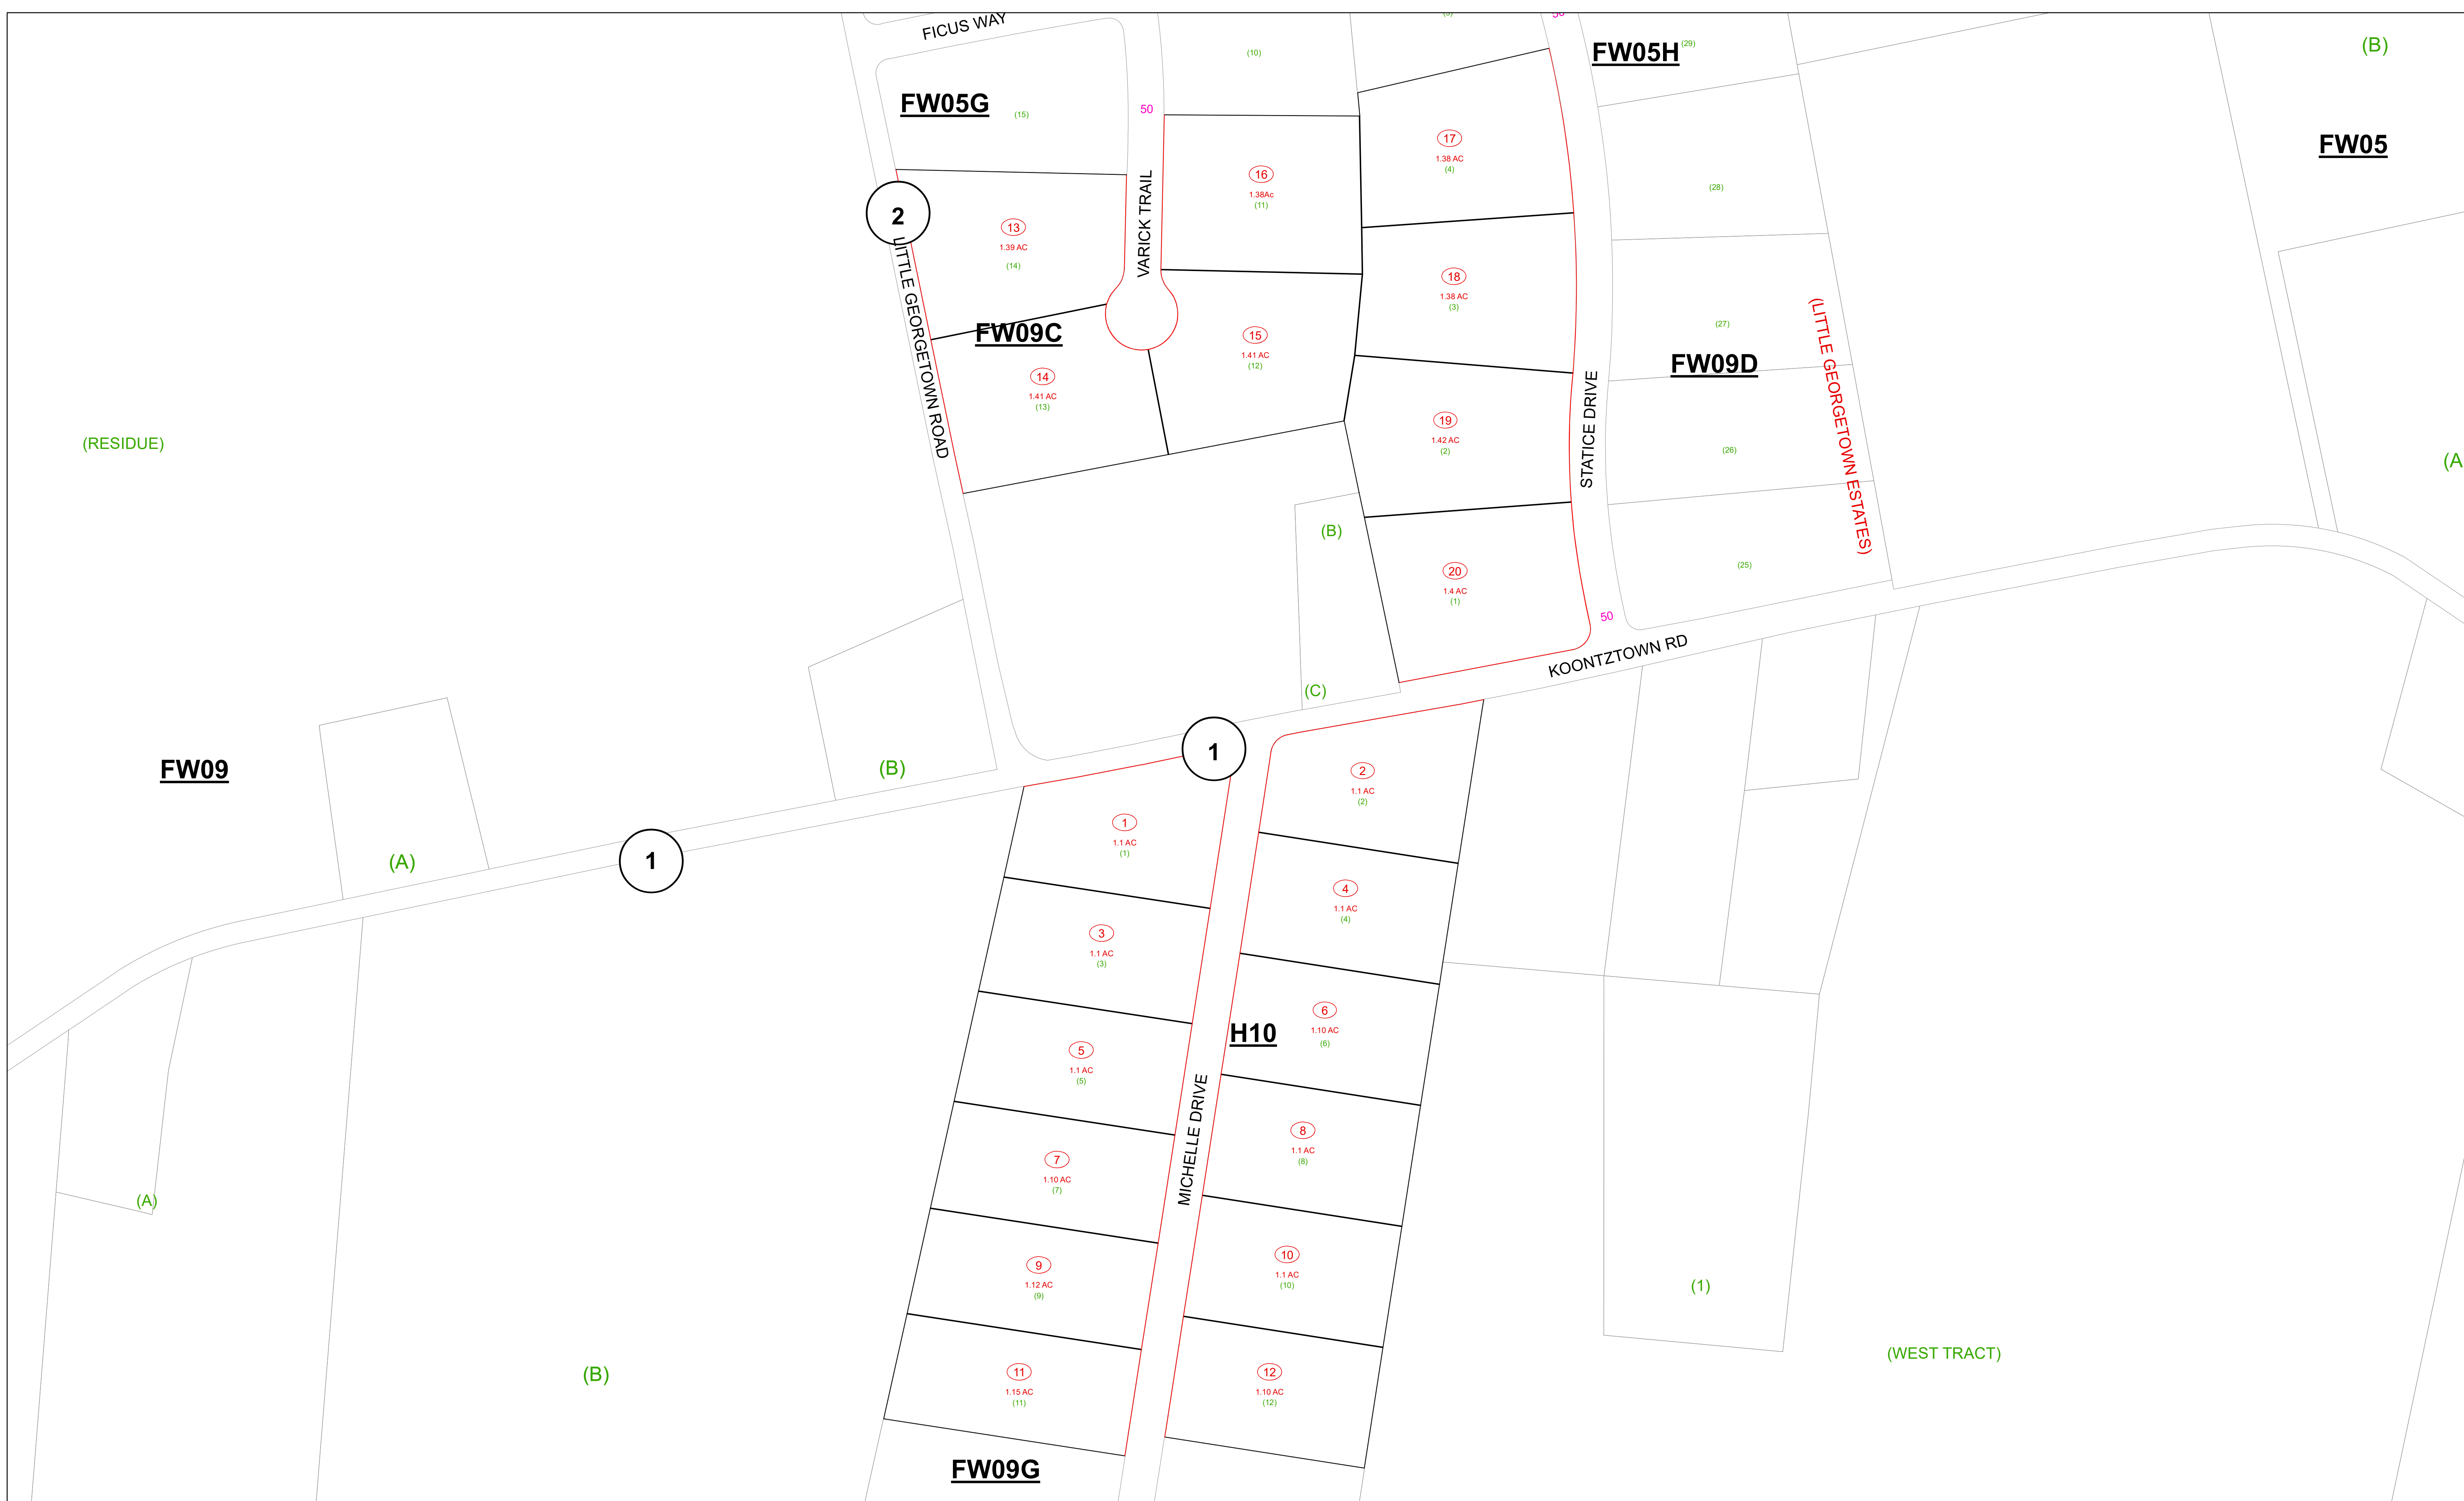 FICUS WAY
(5)
50
(10)
FW05H
(29)
(B)
FW05G
(15)
50
FW05
17
1.38 AC
(4)
16
1.38Ac
(11)
(28)
2
13
1.39 AC
(14)
VARICK TRAIL
LITTLE GEORGETOWN ROAD
FW09C
18
1.38 AC
(3)
(27)
FW09D
(LITTLE GEORGETOWN ESTATES)
15
1.41 AC
(12)
14
1.41 AC
(13)
19
1.42 AC
(2)
STATICE DRIVE
(26)
(RESIDUE)
(A
(B)
20
1.4 AC
(1)
(25)
50
KOONTZTOWN RD
(C)
FW09
(B)
1
2
1.1 AC
(2)
1
1.1 AC
(1)
(A)
1
4
1.1 AC
(4)
3
1.1 AC
(3)
6
1.10 AC
(6)
H10
5
1.1 AC
(5)
MICHELLE DRIVE
8
1.1 AC
(8)
7
1.10 AC
(7)
(A)
10
1.1 AC
(10)
9
1.12 AC
(9)
(1)
(WEST TRACT)
(B)
11
1.15 AC
(11)
12
1.10 AC
(12)
FW09G